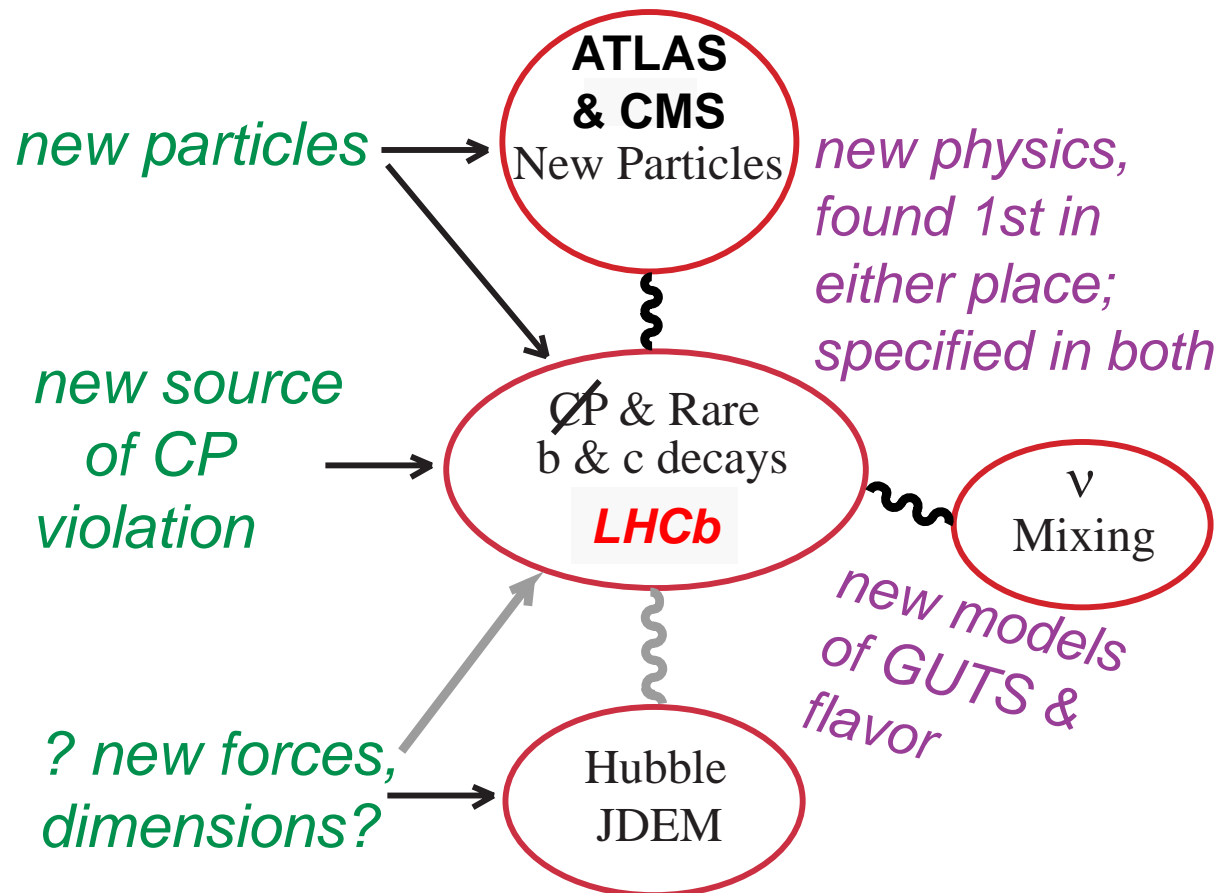 ATLAS
& CMS
New Particles
new particles
new physics,
found 1st in
either place;
specified in both
new source
of CP
violation
CP & Rare
b & c decays
LHCb
ν
Mixing
new models
of GUTS &
flavor
? new forces,
dimensions?
Hubble
JDEM